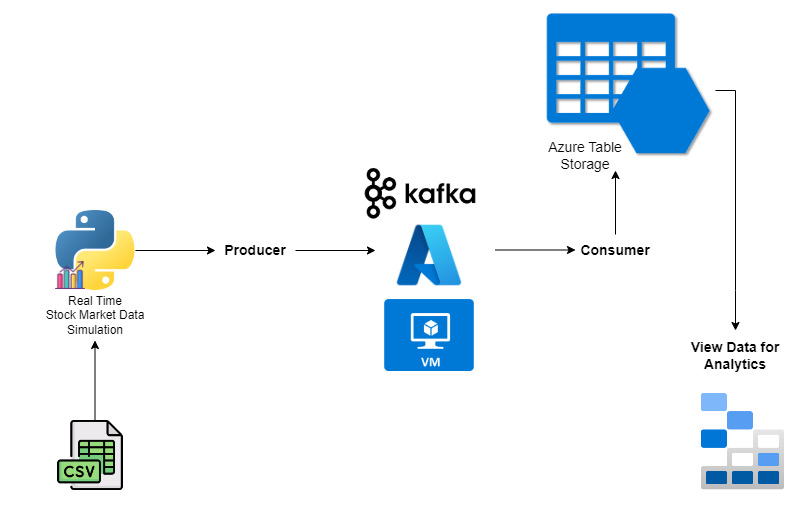 Azure Table
Storage
kafka
Producer
Consumer
Real Time
Stock Market Data
Simulation
VM
View Data for
Analytics
CSV